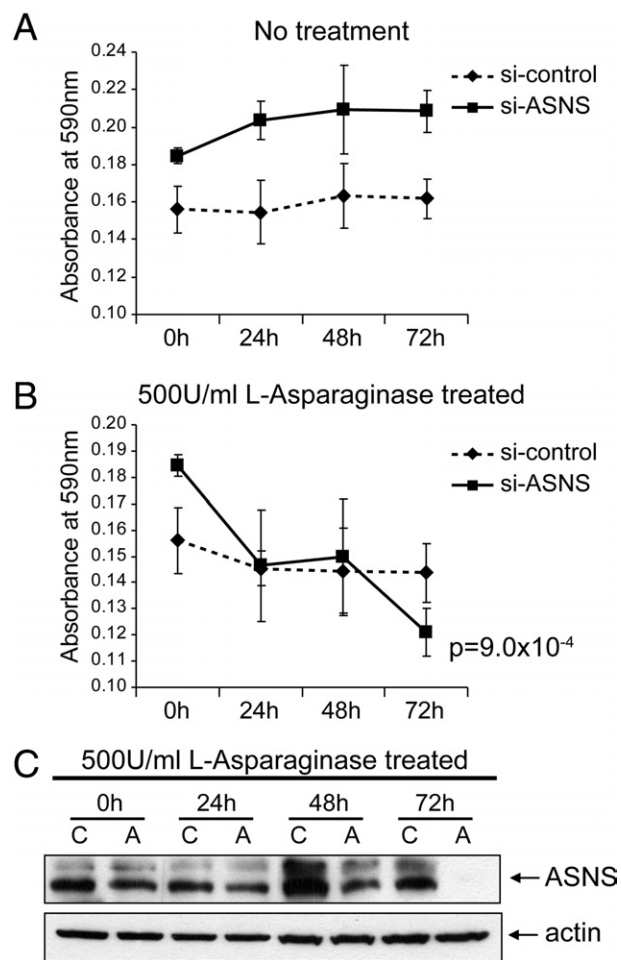 A
No treatment
Absorbance at 590nm
0.24
0.22
0.20
0.18
0.16
0.14
0.12
0.10
0h 24h 48h 72h
si-control
si-ASNS
B
500U/ml L-Asparaginase treated
Absorbance at 590nm
0.20
0.19
0.18
0.17
0.16
0.15
0.14
0.13
0.12
0.11
0.10
0h 24h 48h 72h
si-control
si-ASNS
p=9.0x10⁻⁴
C
500U/ml L-Asparaginase treated
0h 24h 48h 72h
C A C A C A C A
ASNS
actin